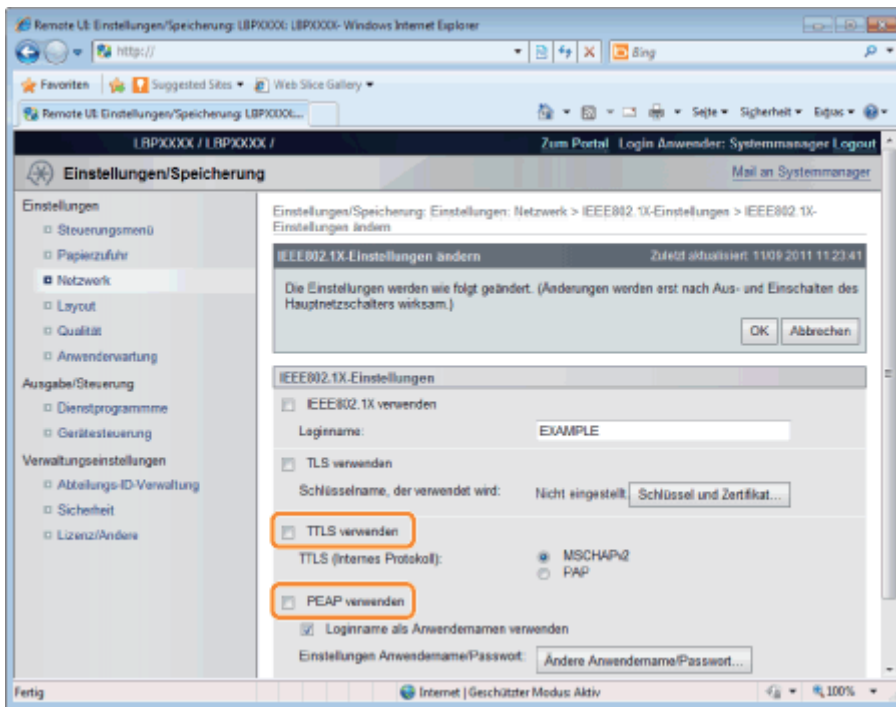 Remote UI: Einstellungen/Speicherung: LBPXXXX: LBPXXXX- Windows Internet Explorer
http://
Bing
Favoriten Suggested Sites Web Slice Gallery
Remote UI: Einstellungen/Speicherung: LBPXXXX...
Seite Sicherheit Extras
LBPXXXX / LBPXXXX /
Zum Portal Login Anwender: Systemmanager Logout
Einstellungen/Speicherung
Mail an Systemmanager
Einstellungen
Steuerungsmenü
Papierzufuhr
Netzwerk
Layout
Qualität
Anwenderwartung
Ausgabe/Steuerung
Dienstprogrammme
Gerätesteuerung
Verwaltungseinstellungen
Abteilungs-ID-Verwaltung
Sicherheit
Lizenz/Andere
Einstellungen/Speicherung: Einstellungen: Netzwerk > IEEE802.1X-Einstellungen > IEEE802.1X-
Einstellungen ändern
IEEE802.1X-Einstellungen ändern
Zuletzt aktualisiert: 11/09 2011 11:23:41
Die Einstellungen werden wie folgt geändert. (Änderungen werden erst nach Aus- und Einschalten des
Hauptnetzschalters wirksam.)
OK Abbrechen
IEEE802.1X-Einstellungen
IEEE802.1X verwenden
Loginname: EXAMPLE
TLS verwenden
Schlüsselname, der verwendet wird: Nicht eingestellt. Schlüssel und Zertifikat...
TTLS verwenden
TTLS (Internes Protokoll): MSCHAPv2
PAP
PEAP verwenden
Loginname als Anwendernamen verwenden
Einstellungen Anwendername/Passwort: Ändere Anwendername/Passwort...
Fertig
Internet | Geschützter Modus: Aktiv
100%